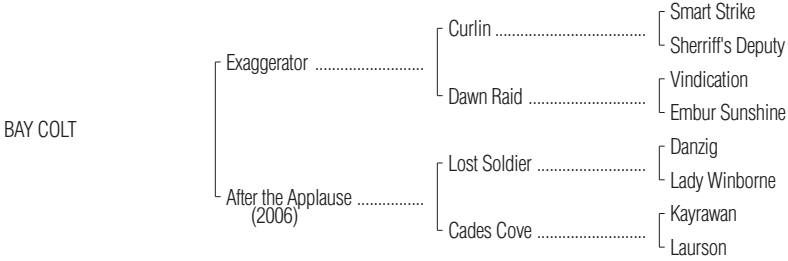 Smart Strike
Curlin ....................................
Sherriff's Deputy
Exaggerator .........................
Vindication
Dawn Raid ............................
Embur Sunshine
BAY COLT
Danzig
Lost Soldier ..........................
Lady Winborne
After the Applause ...............
(2006)
Kayrawan
Cades Cove ..........................
Laurson